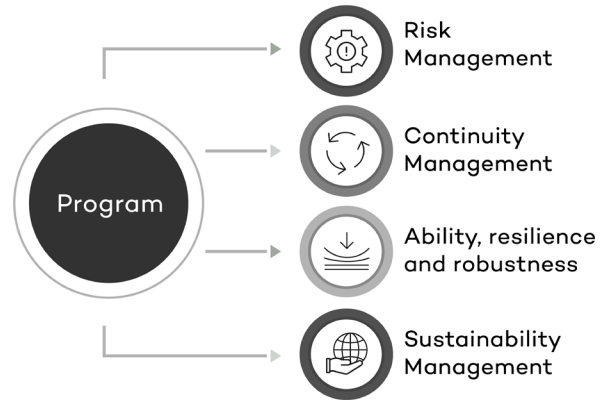 Program
Risk
Management
Continuity
Management
Ability, resilience
and robustness
Sustainability
Management